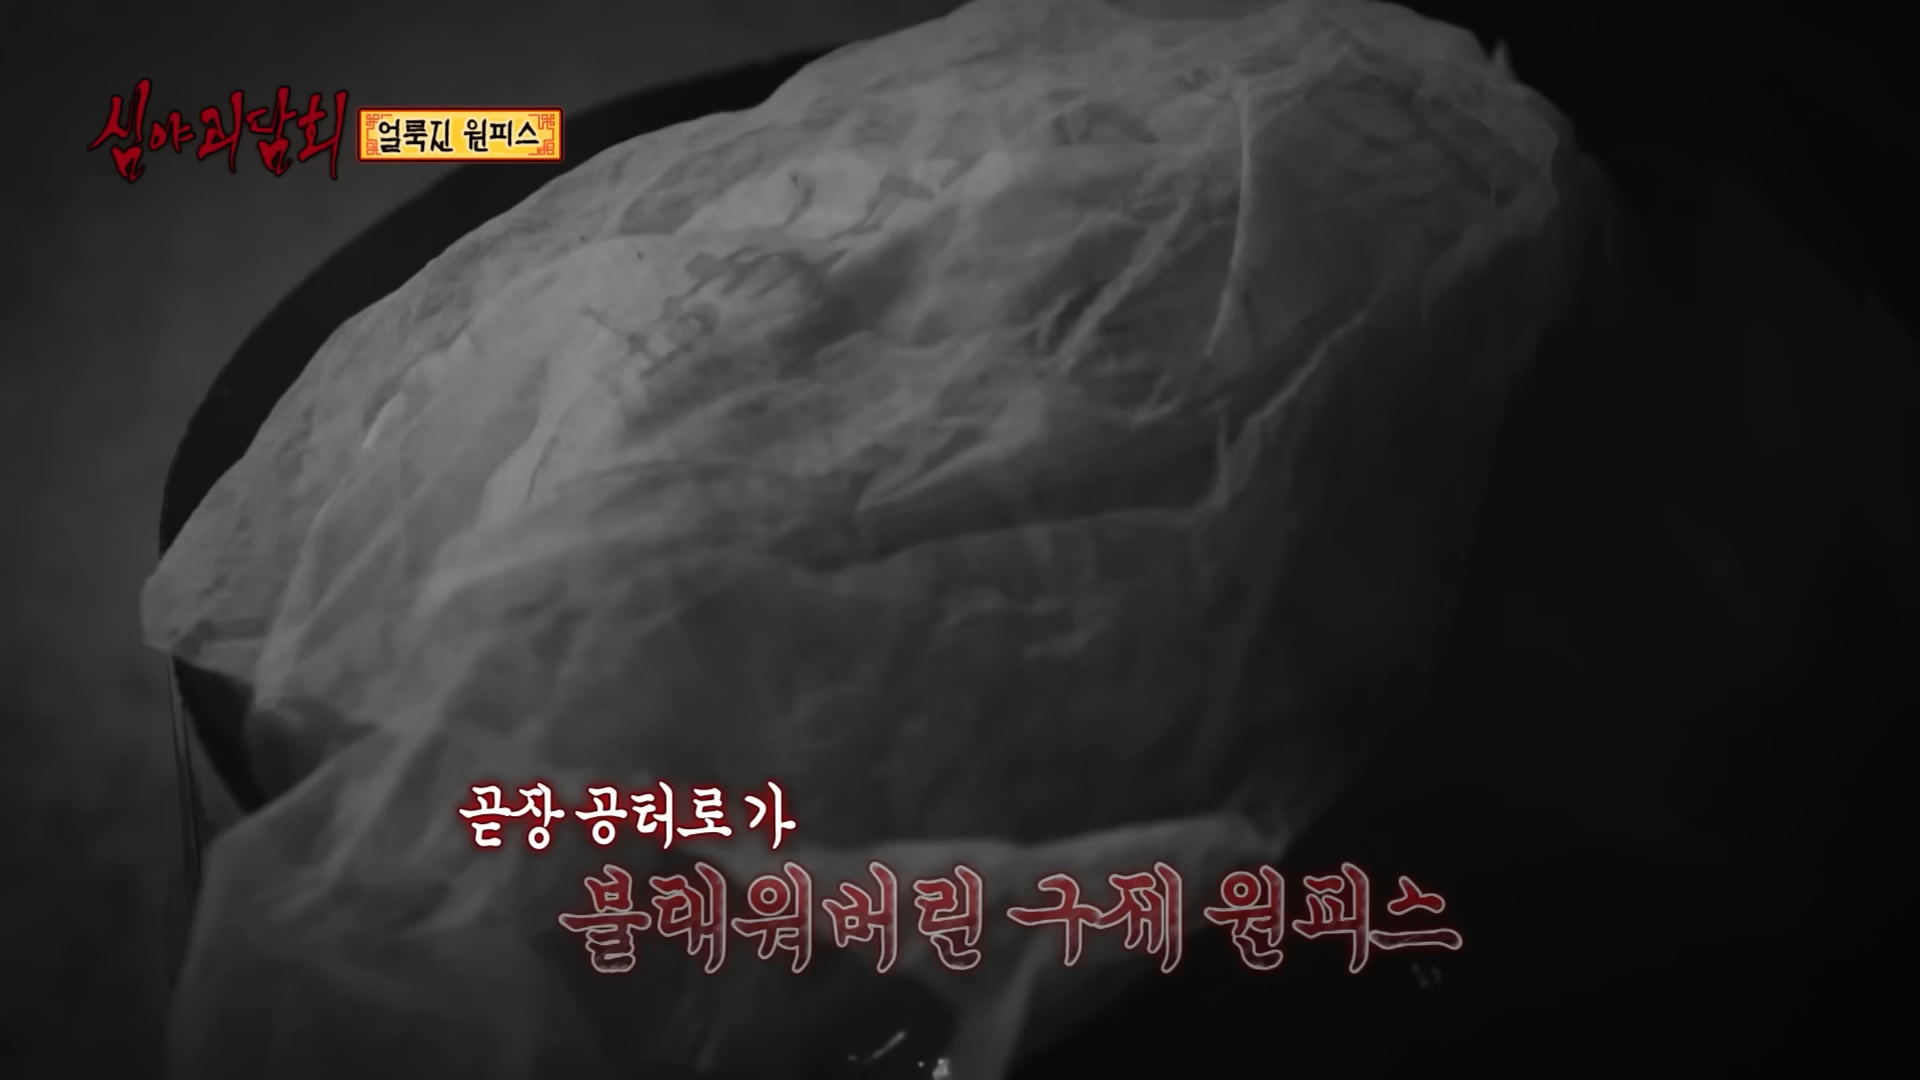 심야괴담회
얼룩진 원피스
곧장 공터로 가
불태워버린 구제 원피스